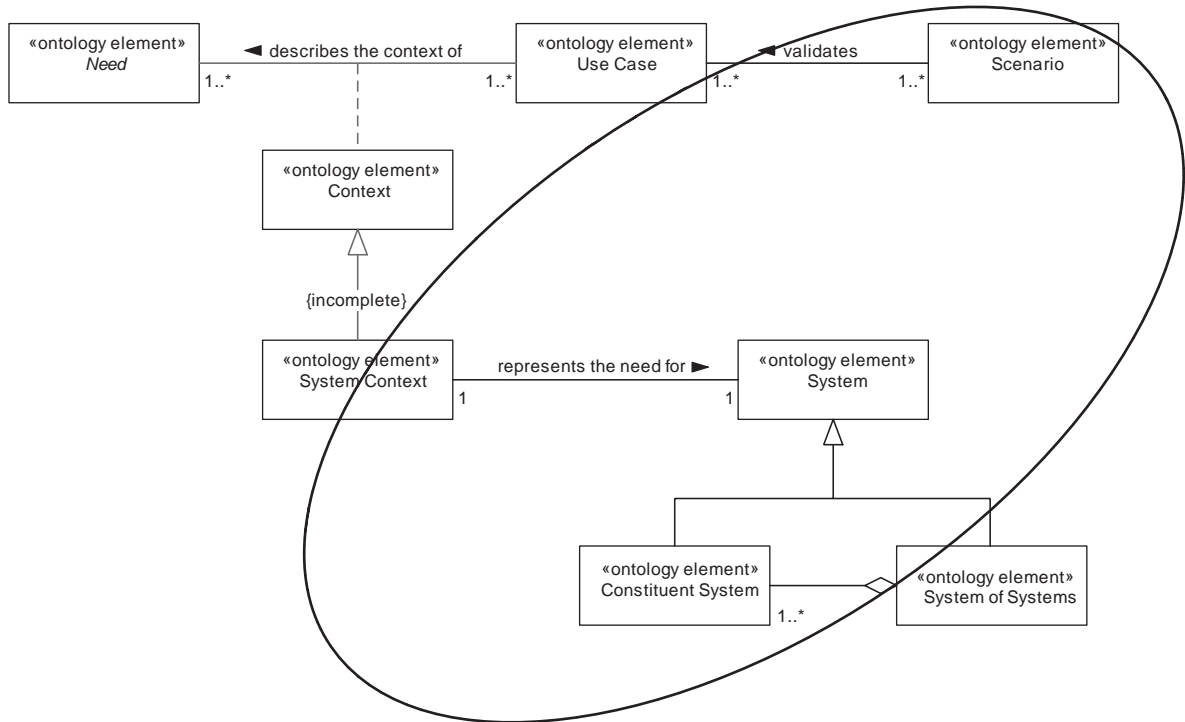 «ontology element»
Need
◄ describes the context of
1..*
1..*
«ontology element»
Use Case
◄ validates
1..*
1..*
«ontology element»
Scenario
«ontology element»
Context
{incomplete}
«ontology element»
System Context
represents the need for ►
1
1
«ontology element»
System
«ontology element»
Constituent System
1..*
«ontology element»
System of Systems